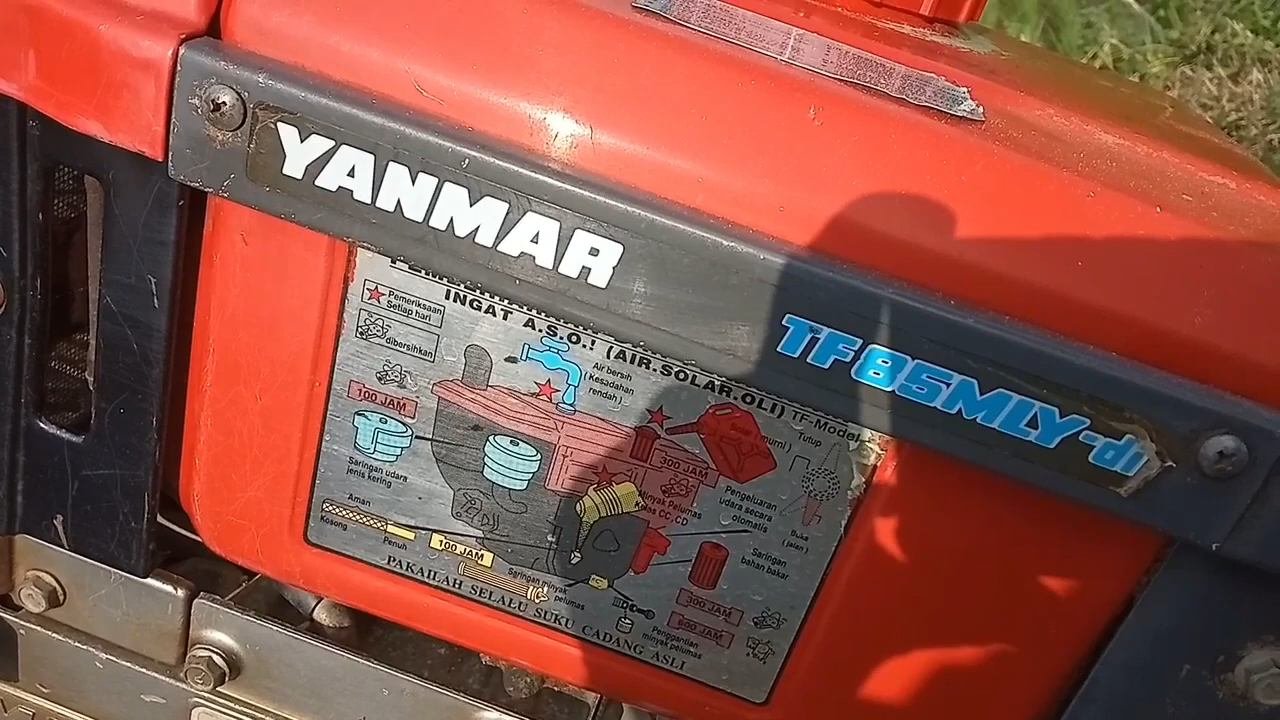 YANMAR
TF85MLY-di
INGAT A.S.O.! (AIR.SOLAR.OLI) TF-Model
Pemeriksaan
Setiap hari
dibersihkan
Air bersih
( Kesadahan
rendah )
100 JAM
Saringan udara
jenis kering
300 JAM
Minyak Pelumas
Kelas CC,CD
murni )
Tutup
Pengeluaran
udara secara
otomatis
Buka
( jalan )
Aman
Kosong
Penuh
100 JAM
Saringan minyak
pelumas
Saringan
bahan bakar
300 JAM
600 JAM
Penggantian
minyak pelumas
PAKAILAH SELALU SUKU CADANG ASLI